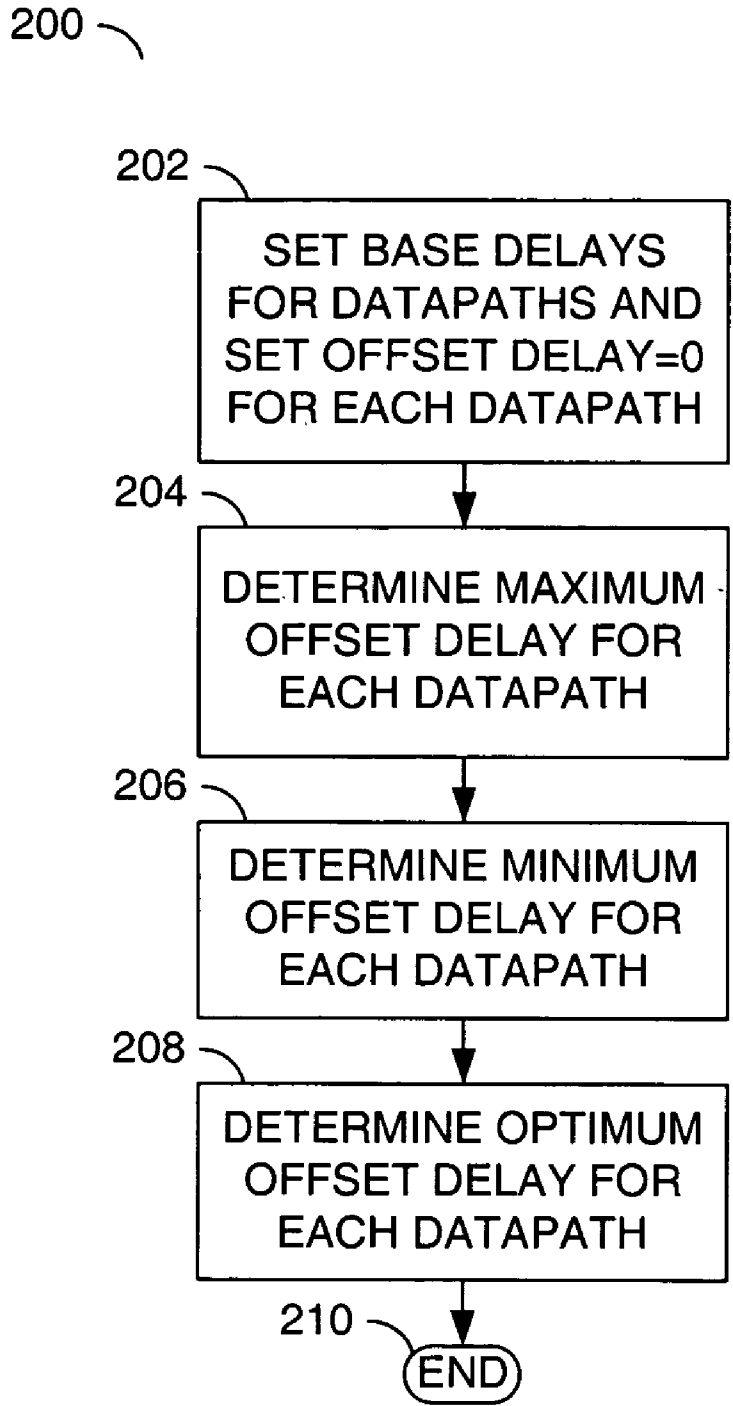 200
202
SET BASE DELAYS
FOR DATAPATHS AND
SET OFFSET DELAY=0
FOR EACH DATAPATH
204
DETERMINE MAXIMUM
OFFSET DELAY FOR
EACH DATAPATH
206
DETERMINE MINIMUM
OFFSET DELAY FOR
EACH DATAPATH
208
DETERMINE OPTIMUM
OFFSET DELAY FOR
EACH DATAPATH
210
END